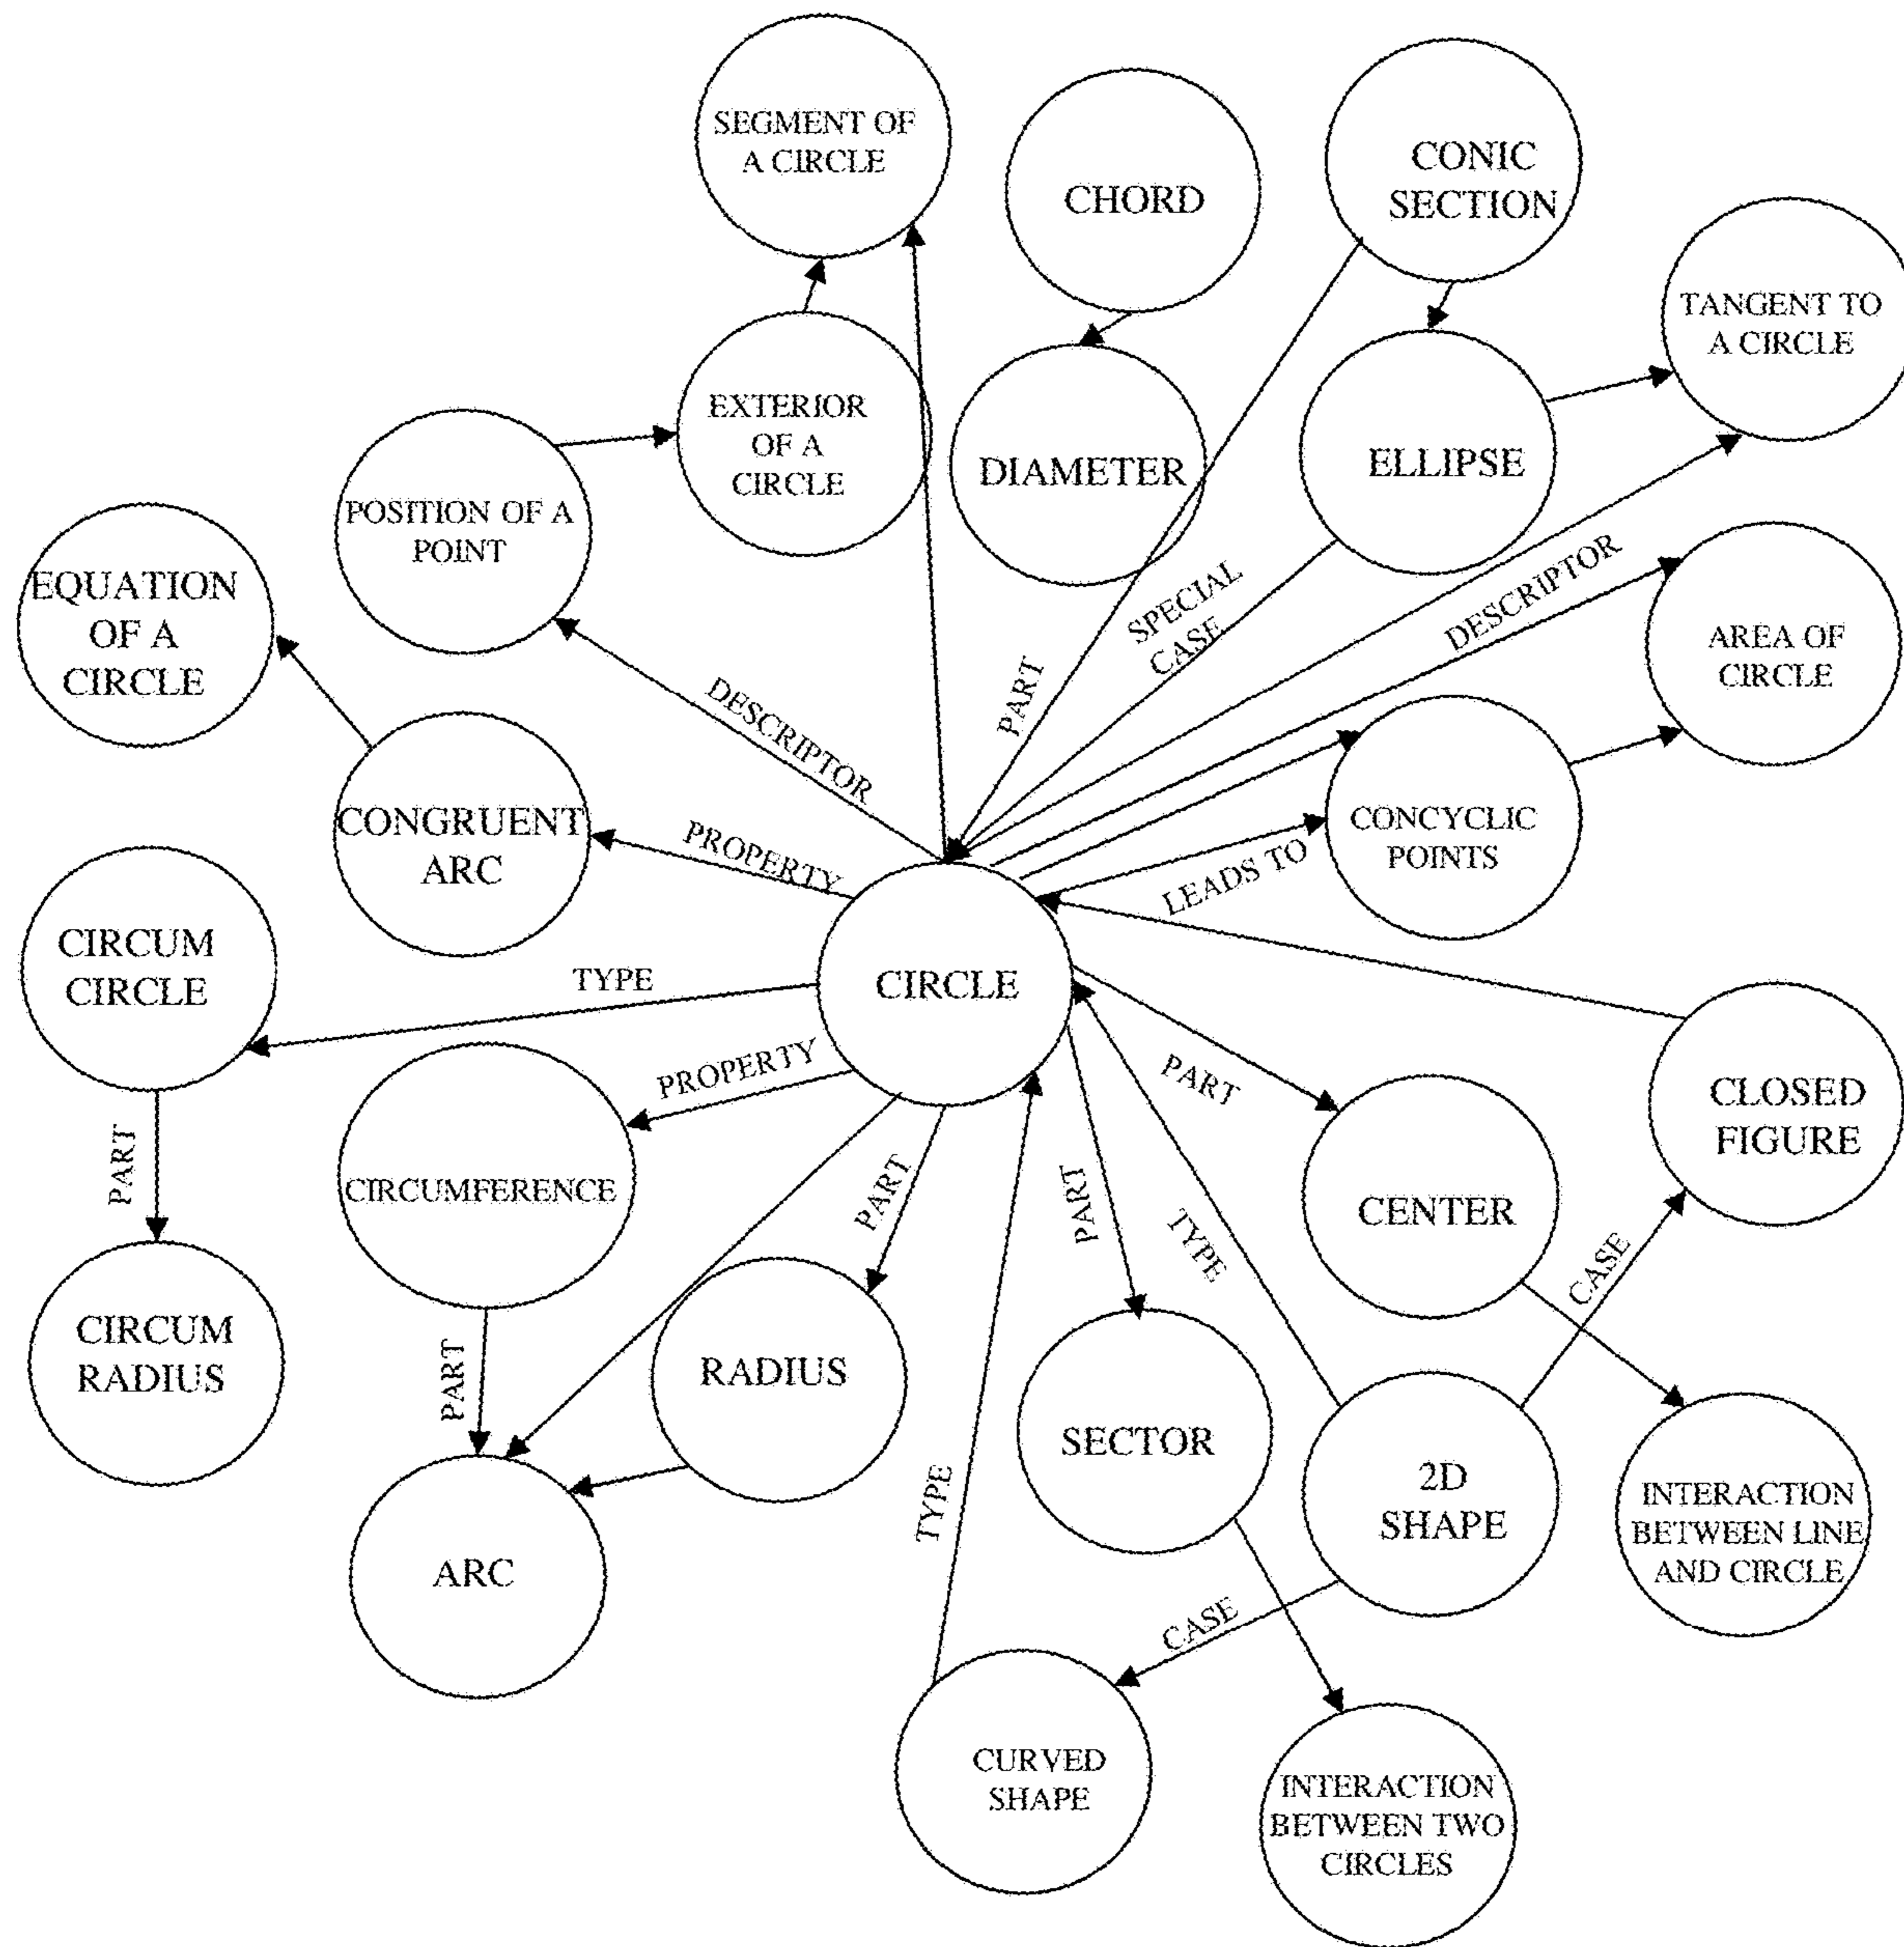 SEGMENT OF
A CIRCLE
CHORD
CONIC
SECTION
TANGENT TO
A CIRCLE
EXTERIOR
OF A
CIRCLE
DIAMETER
ELLIPSE
POSITION OF A
POINT
EQUATION
OF A
CIRCLE
SPECIAL
CASE
DESCRIPTOR
AREA OF
CIRCLE
PART
DESCRIPTOR
CONGRUENT
ARC
PROPERTY
CONCYCLIC
POINTS
LEADS TO
CIRCUM
CIRCLE
TYPE
CIRCLE
PROPERTY
PART
CLOSED
FIGURE
PART
CIRCUMFERENCE
PART
PART
TYPE
CENTER
CASE
CIRCUM
RADIUS
PART
RADIUS
SECTOR
2D
SHAPE
INTERACTION
BETWEEN LINE
AND CIRCLE
ARC
TYPE
CASE
CURVED
SHAPE
INTERACTION
BETWEEN TWO
CIRCLES